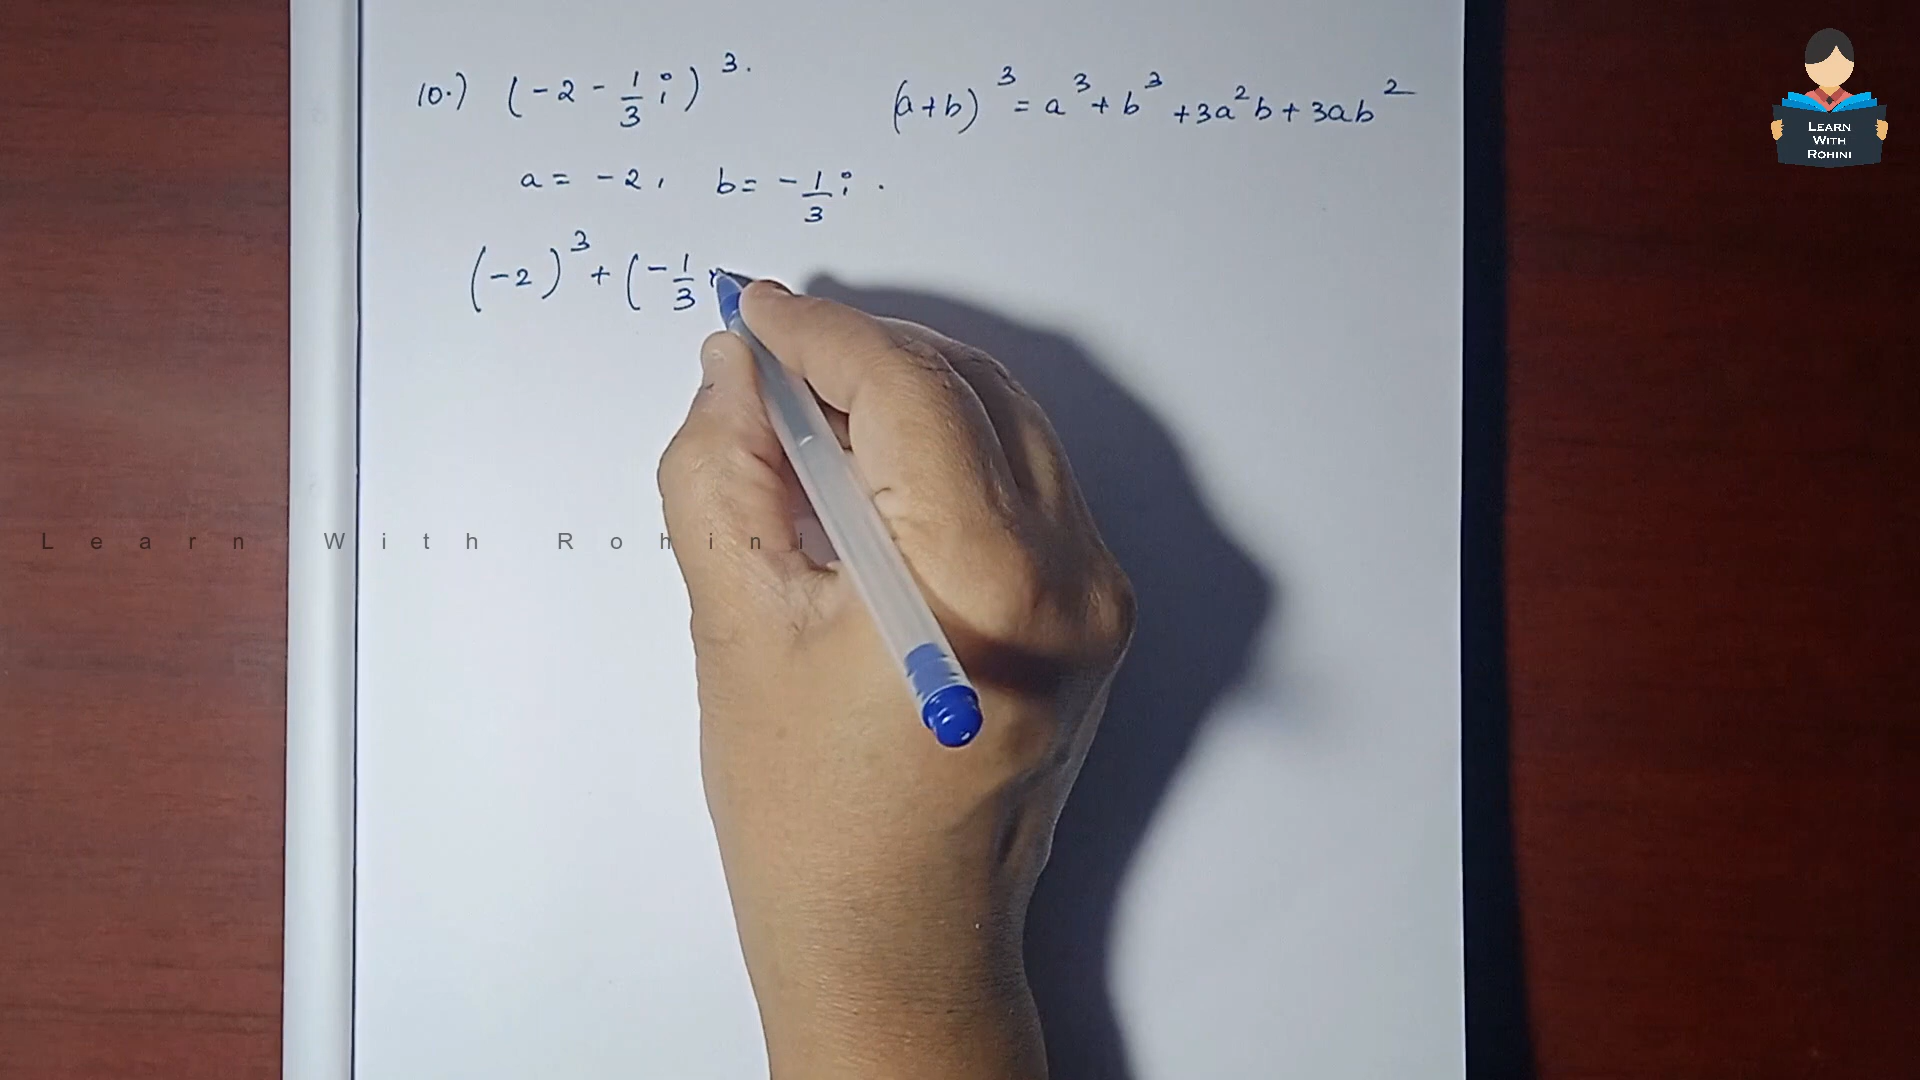 10.) (-2 - 1/3 i)^3. (a+b)^3 = a^3 + b^3 + 3a^2b + 3ab^2
a = -2, b = -1/3 i.
(-2)^3 + (-1/3
LEARN
WITH
ROHINI
Learn With Rohini